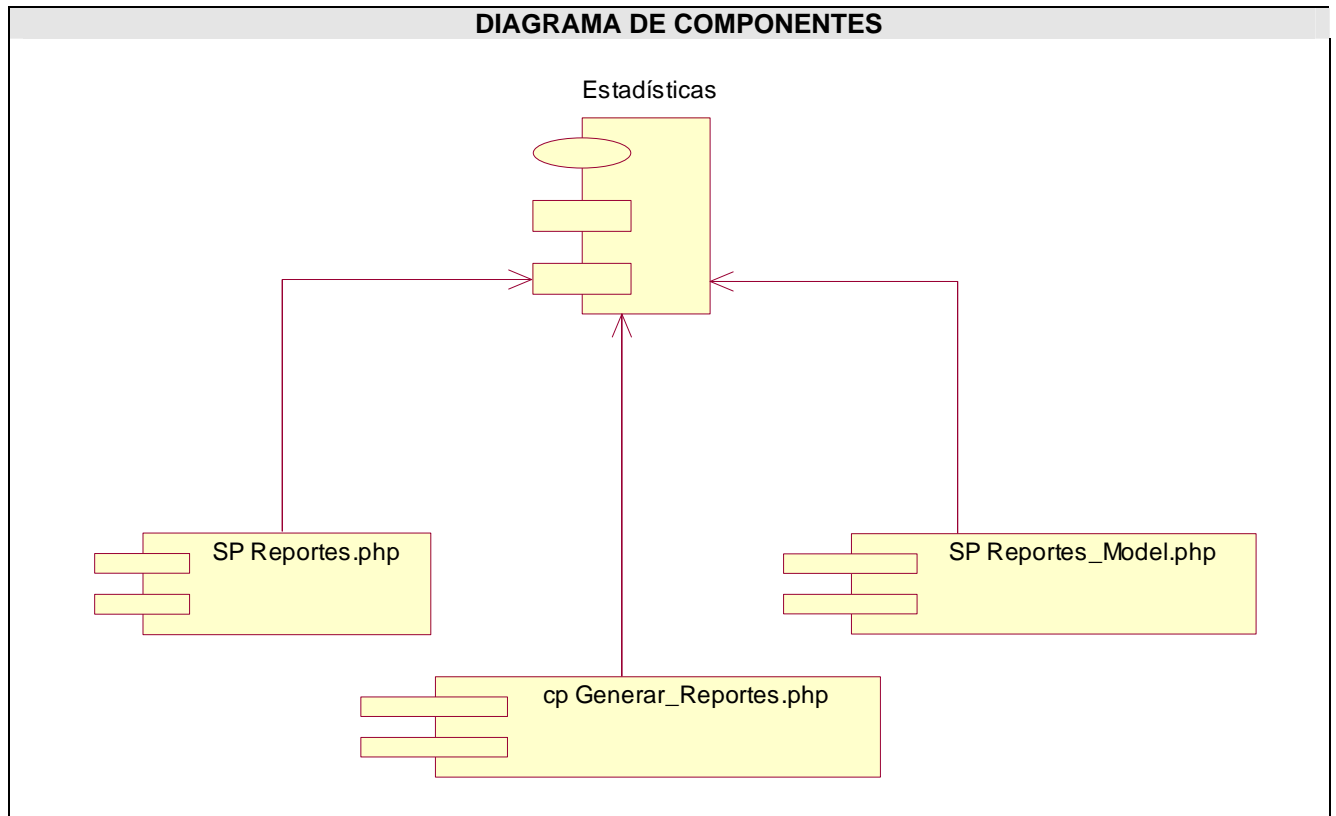 DIAGRAMA DE COMPONENTES
Estadísticas
SP Reportes.php
SP Reportes_Model.php
cp Generar_Reportes.php